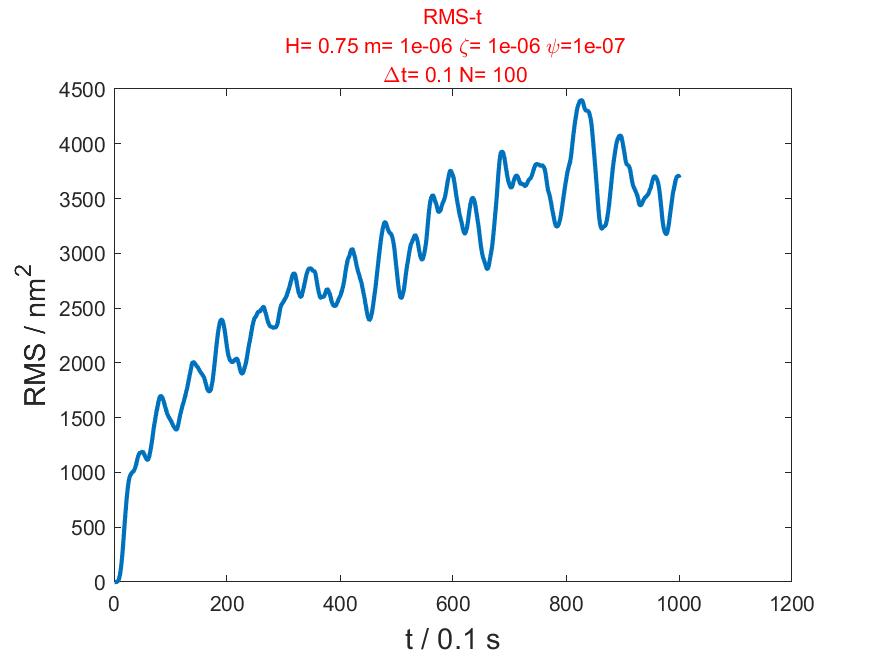 RMS-t
H= 0.75 m= 1e-06 ζ= 1e-06 ψ=1e-07
Δt= 0.1 N= 100
4500
4000
3500
3000
2500
2000
1500
1000
500
0
RMS / nm²
0 200 400 600 800 1000 1200
t / 0.1 s